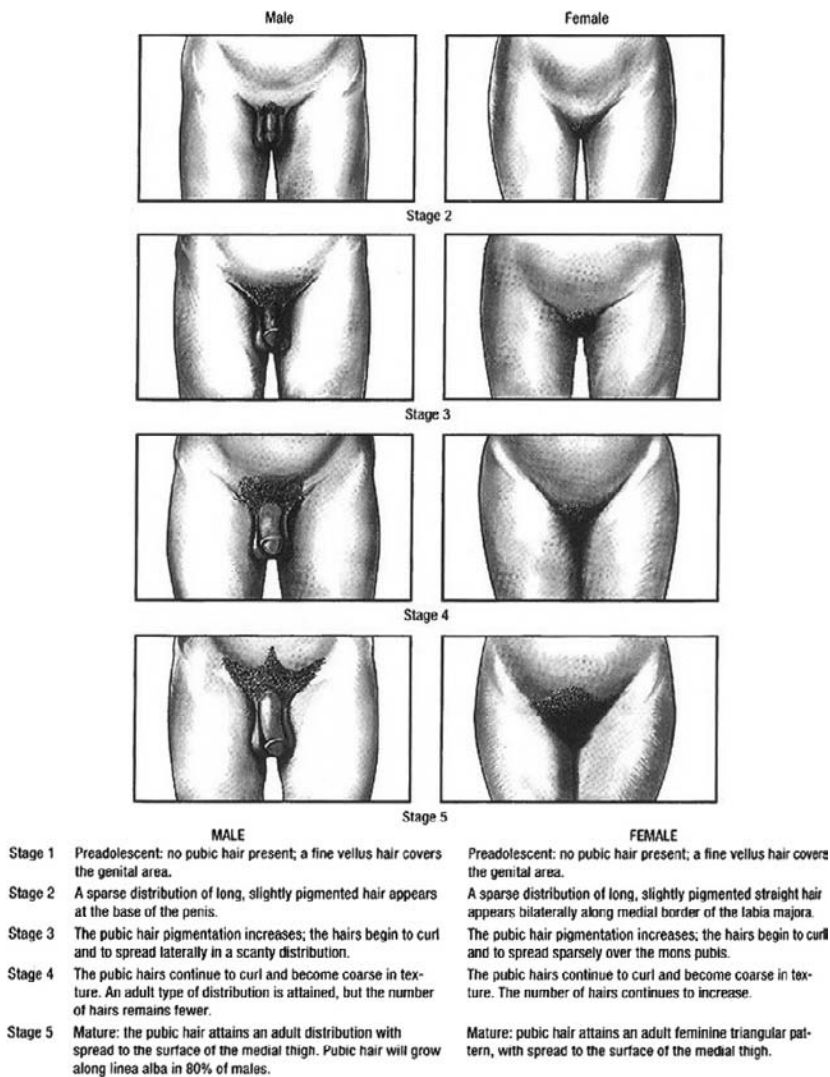 Male Female
Stage 2
Stage 3
Stage 4
Stage 5
MALE
Stage 1 Preadolescent: no pubic hair present; a fine vellus hair covers
the genital area.
Stage 2 A sparse distribution of long, slightly pigmented hair appears
at the base of the penis.
Stage 3 The pubic hair pigmentation increases; the hairs begin to curl
and to spread laterally in a scanty distribution.
Stage 4 The pubic hairs continue to curl and become coarse in tex-
ture. An adult type of distribution is attained, but the number
of hairs remains fewer.
Stage 5 Mature: the pubic hair attains an adult distribution with
spread to the surface of the medial thigh. Pubic hair will grow
along linea alba in 80% of males.
FEMALE
Preadolescent: no pubic hair present; a fine vellus hair covers
the genital area.
A sparse distribution of long, slightly pigmented straight hair
appears bilaterally along medial border of the labia majora.
The pubic hair pigmentation increases; the hairs begin to curl
and to spread sparsely over the mons pubis.
The pubic hairs continue to curl and become coarse in tex-
ture. The number of hairs continues to increase.
Mature: pubic hair attains an adult feminine triangular pat-
tern, with spread to the surface of the medial thigh.